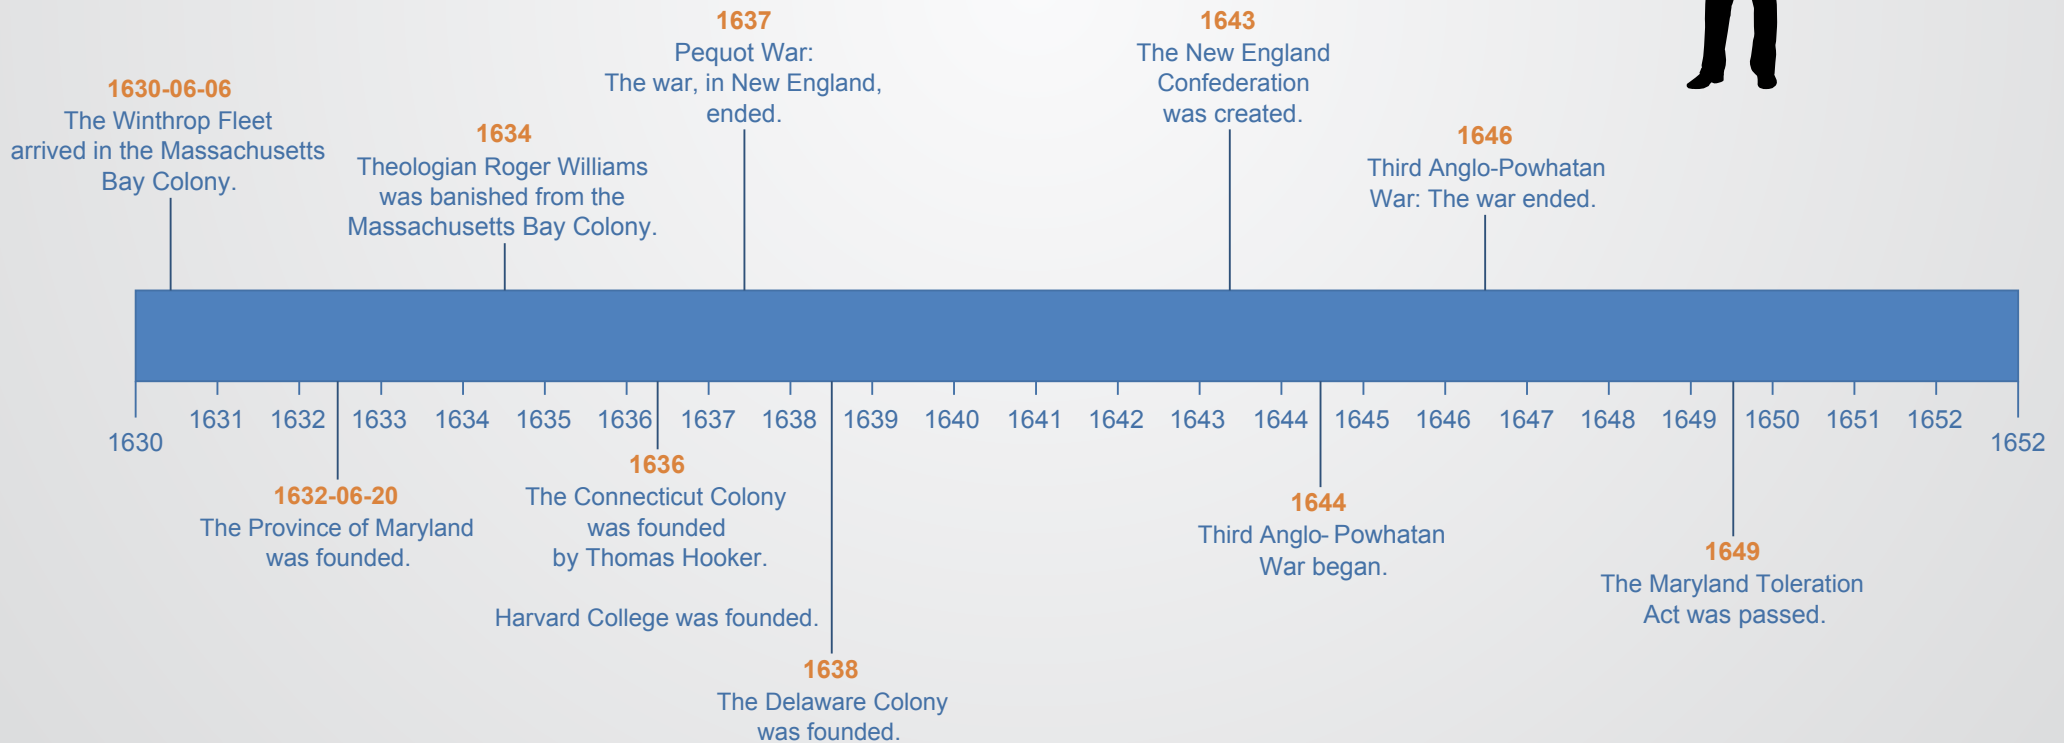 1630-06-06
The Winthrop Fleet
arrived in the Massachusetts
Bay Colony.
1634
Theologian Roger Williams
was banished from the
Massachusetts Bay Colony.
1637
Pequot War:
The war, in New England,
ended.
1643
The New England
Confederation
was created.
1646
Third Anglo-Powhatan
War: The war ended.
1630 1631 1632 1633 1634 1635 1636 1637 1638 1639 1640 1641 1642 1643 1644 1645 1646 1647 1648 1649 1650 1651 1652 1652
1632-06-20
The Province of Maryland
was founded.
1636
The Connecticut Colony
was founded
by Thomas Hooker.
Harvard College was founded.
1638
The Delaware Colony
was founded.
1644
Third Anglo- Powhatan
War began.
1649
The Maryland Toleration
Act was passed.